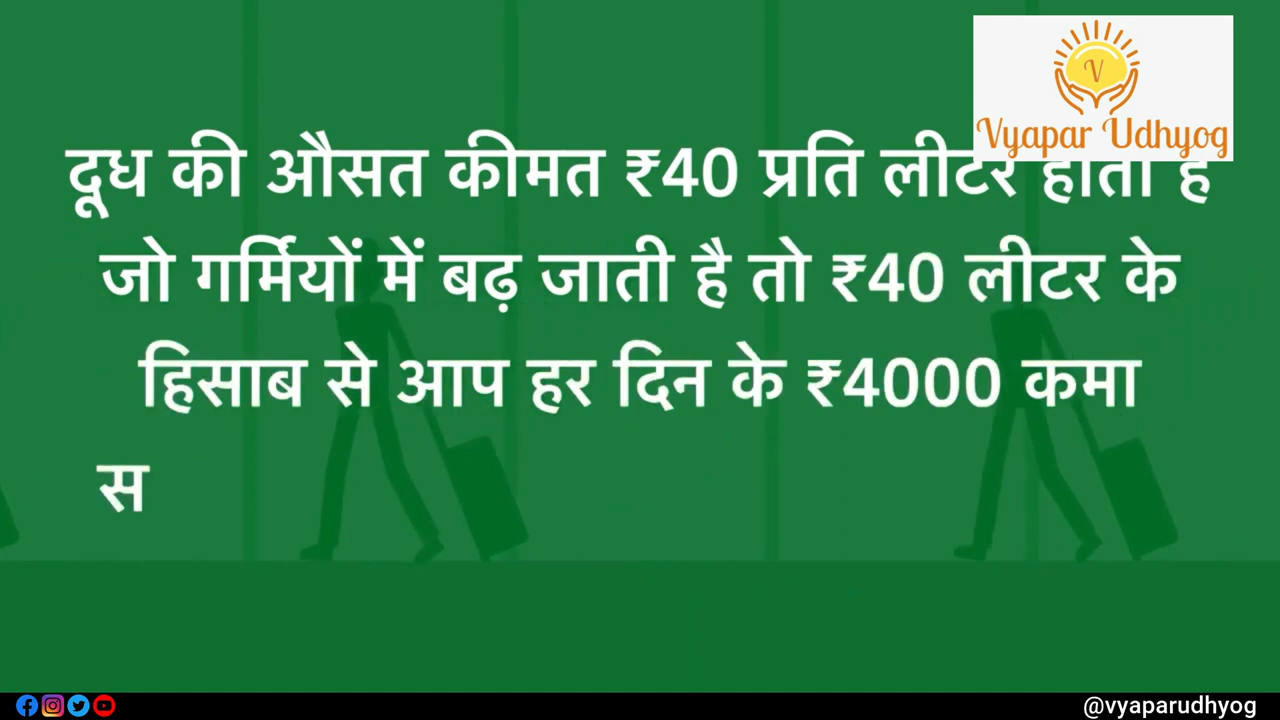 Vyapar Udhyog
दूध की औसत कीमत ₹40 प्रति लीटर होती है
जो गर्मियों में बढ़ जाती है तो ₹40 लीटर के
हिसाब से आप हर दिन के ₹4000 कमा
स
@vyaparudhyog